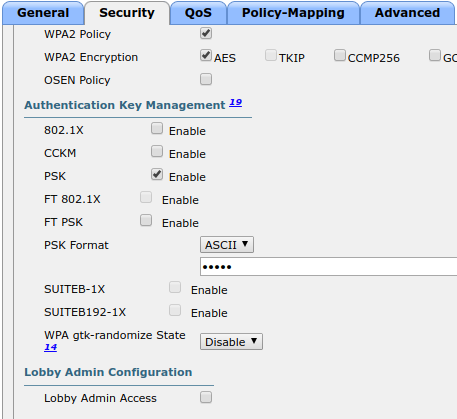 General Security QoS Policy-Mapping Advanced
WPA2 Policy
WPA2 Encryption AES TKIP CCMP256
OSEN Policy
Authentication Key Management 19
802.1X Enable
CCKM Enable
PSK Enable
FT 802.1X Enable
FT PSK Enable
PSK Format ASCII
•••••
SUITEB-1X Enable
SUITEB192-1X Enable
WPA gtk-randomize State Disable
14
Lobby Admin Configuration
Lobby Admin Access